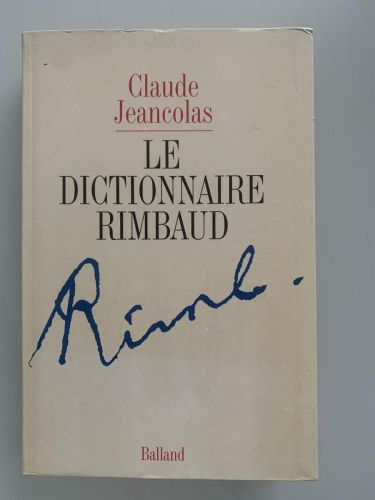 Claude
Jeancolas
LE
DICTIONNAIRE
RIMBAUD
Rimb.
Balland